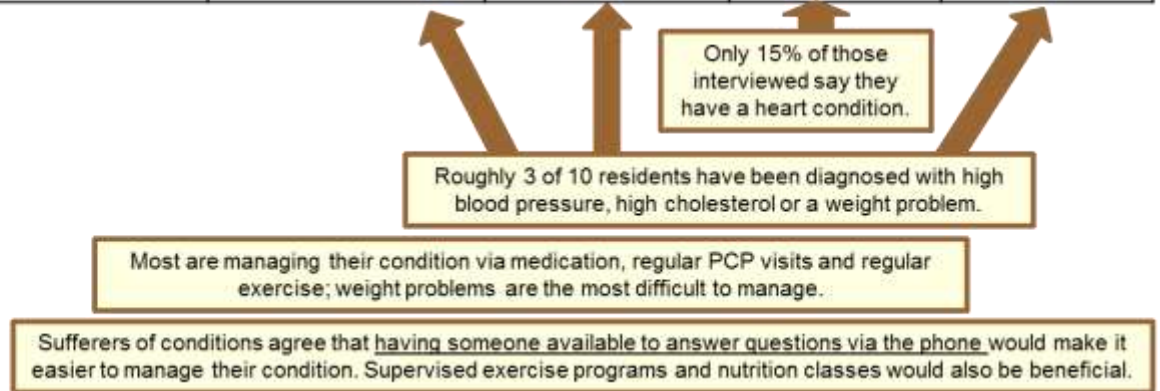 Only 15% of those
interviewed say they
have a heart condition.
Roughly 3 of 10 residents have been diagnosed with high
blood pressure, high cholesterol or a weight problem.
Most are managing their condition via medication, regular PCP visits and regular
exercise; weight problems are the most difficult to manage.
Sufferers of conditions agree that having someone available to answer questions via the phone would make it
easier to manage their condition. Supervised exercise programs and nutrition classes would also be beneficial.